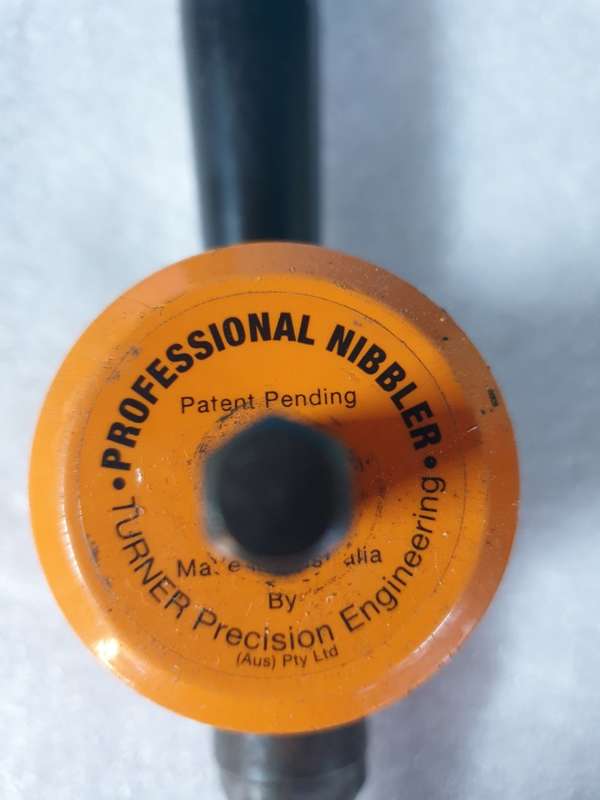 • PROFESSIONAL NIBBLER •
Patent Pending
By
TURNER Precision Engineering
(Aus) Pty Ltd